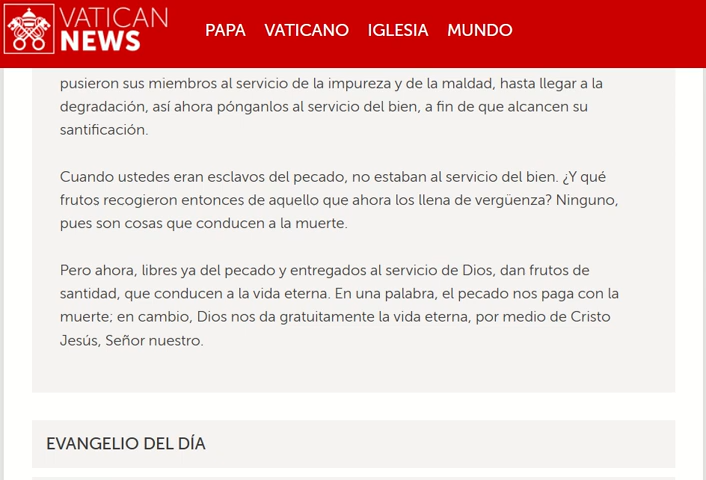 VATICAN
NEWS
PAPA VATICANO IGLESIA MUNDO
pusieron sus miembros al servicio de la impureza y de la maldad, hasta llegar a la
degradación, así ahora pónganlos al servicio del bien, a fin de que alcancen su
santificación.
Cuando ustedes eran esclavos del pecado, no estaban al servicio del bien. ¿Y qué
frutos recogieron entonces de aquello que ahora los llena de vergüenza? Ninguno,
pues son cosas que conducen a la muerte.
Pero ahora, libres ya del pecado y entregados al servicio de Dios, dan frutos de
santidad, que conducen a la vida eterna. En una palabra, el pecado nos paga con la
muerte; en cambio, Dios nos da gratuitamente la vida eterna, por medio de Cristo
Jesús, Señor nuestro.
EVANGELIO DEL DÍA